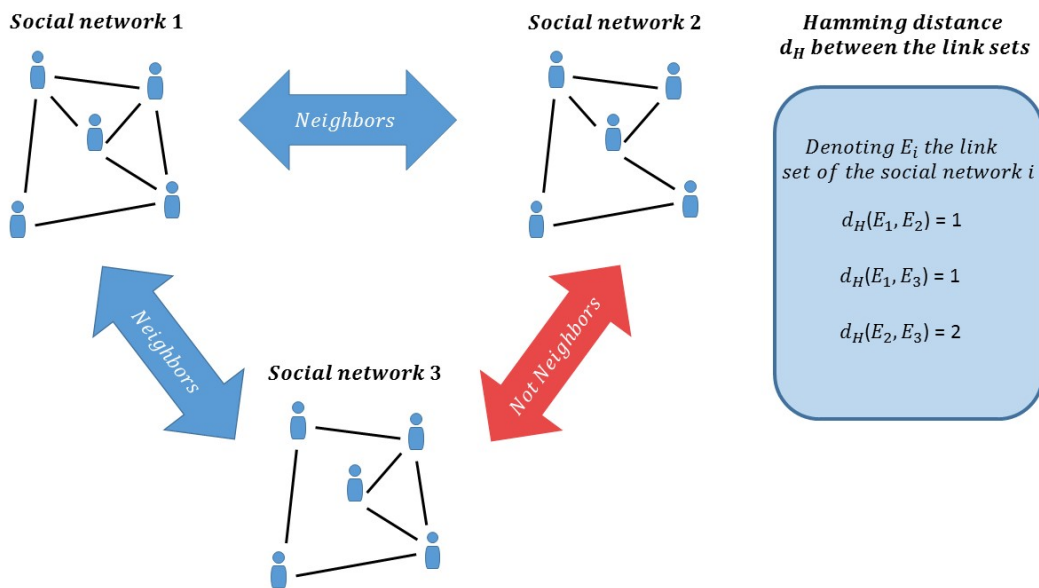 Social network 1
Social network 2
Hamming distance
d_H between the link sets
Neighbors
Denoting E_i the link
set of the social network i
d_H(E_1, E_2) = 1
d_H(E_1, E_3) = 1
d_H(E_2, E_3) = 2
Neighbors
Not Neighbors
Social network 3